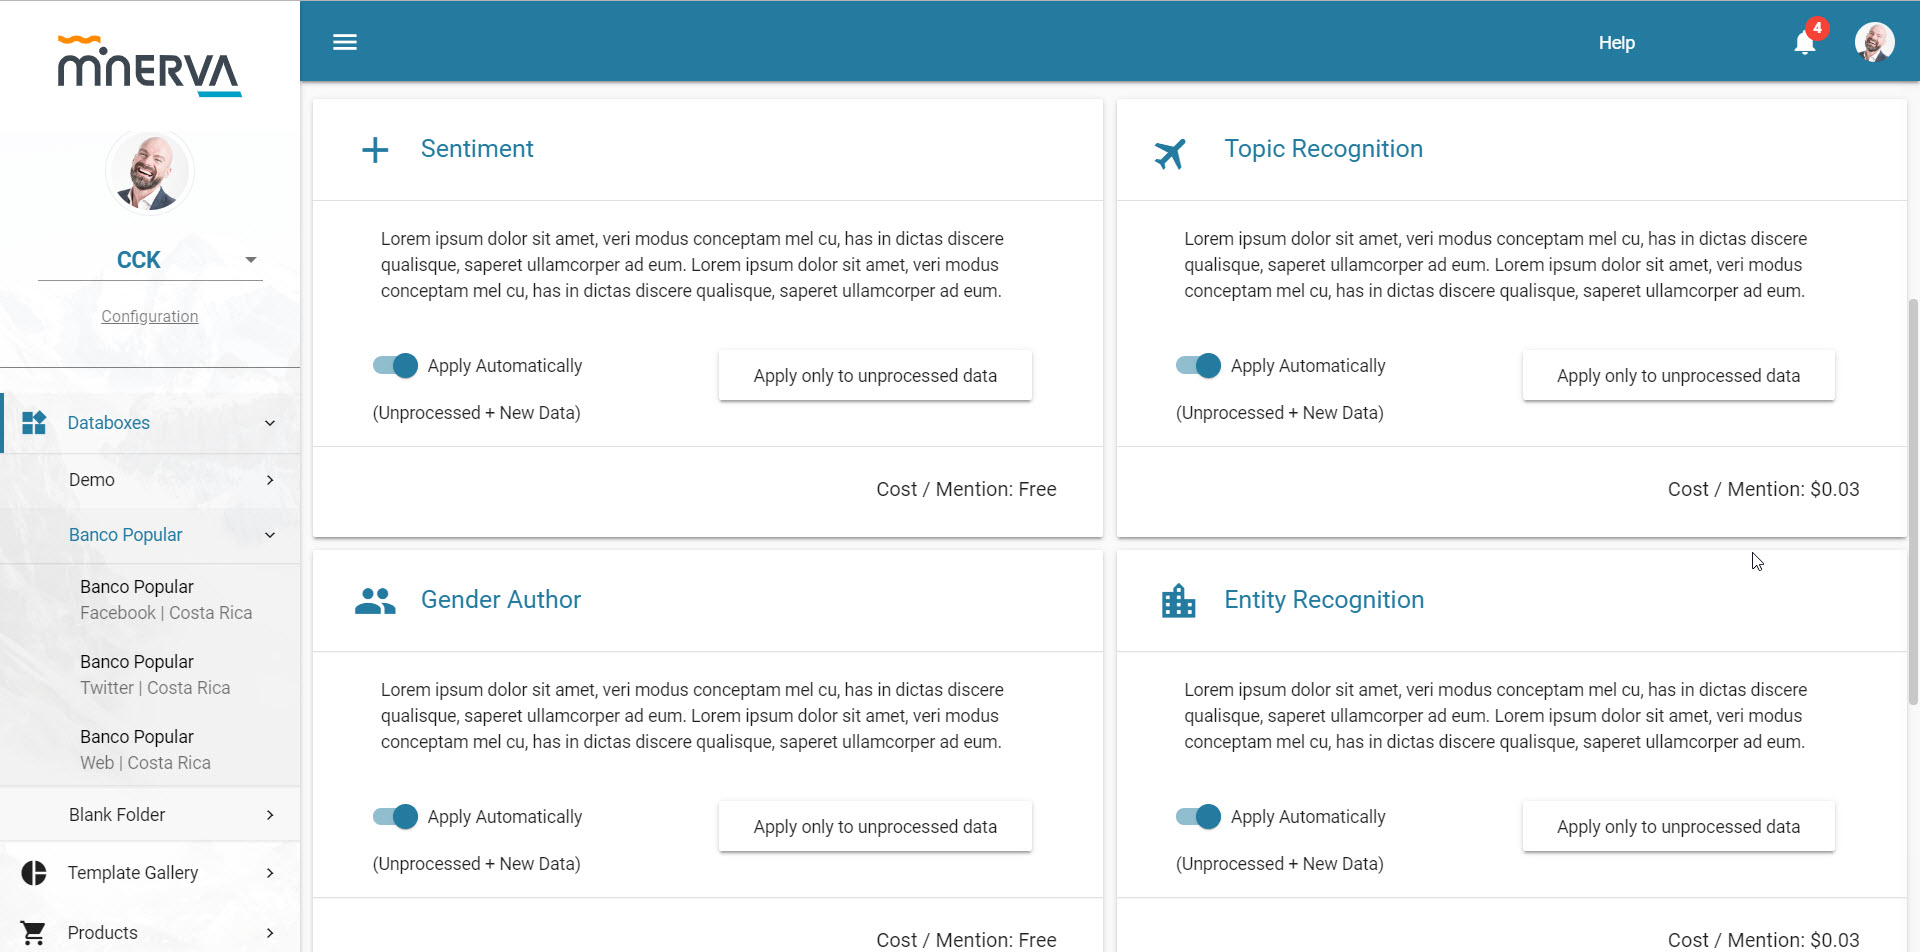 MINERVA
CCK
Configuration
Databoxes
Demo
Banco Popular
Banco Popular
Facebook | Costa Rica
Banco Popular
Twitter | Costa Rica
Banco Popular
Web | Costa Rica
Blank Folder
Template Gallery
Products
Help
4
Sentiment
Lorem ipsum dolor sit amet, veri modus conceptam mel cu, has in dictas discere
qualisque, saperet ullamcorper ad eum. Lorem ipsum dolor sit amet, veri modus
conceptam mel cu, has in dictas discere qualisque, saperet ullamcorper ad eum.
Apply Automatically
(Unprocessed + New Data)
Apply only to unprocessed data
Cost / Mention: Free
Topic Recognition
Lorem ipsum dolor sit amet, veri modus conceptam mel cu, has in dictas discere
qualisque, saperet ullamcorper ad eum. Lorem ipsum dolor sit amet, veri modus
conceptam mel cu, has in dictas discere qualisque, saperet ullamcorper ad eum.
Apply Automatically
(Unprocessed + New Data)
Apply only to unprocessed data
Cost / Mention: $0.03
Gender Author
Lorem ipsum dolor sit amet, veri modus conceptam mel cu, has in dictas discere
qualisque, saperet ullamcorper ad eum. Lorem ipsum dolor sit amet, veri modus
conceptam mel cu, has in dictas discere qualisque, saperet ullamcorper ad eum.
Apply Automatically
(Unprocessed + New Data)
Apply only to unprocessed data
Cost / Mention: Free
Entity Recognition
Lorem ipsum dolor sit amet, veri modus conceptam mel cu, has in dictas discere
qualisque, saperet ullamcorper ad eum. Lorem ipsum dolor sit amet, veri modus
conceptam mel cu, has in dictas discere qualisque, saperet ullamcorper ad eum.
Apply Automatically
(Unprocessed + New Data)
Apply only to unprocessed data
Cost / Mention: $0.03